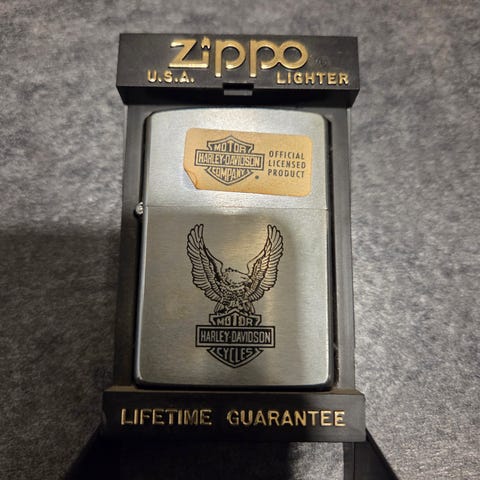 Zippo
U.S.A. LIGHTER
MOTOR
HARLEY-DAVIDSON
COMPANY
OFFICIAL
LICENSED
PRODUCT
MOTOR
HARLEY-DAVIDSON
CYCLES
LIFETIME GUARANTEE